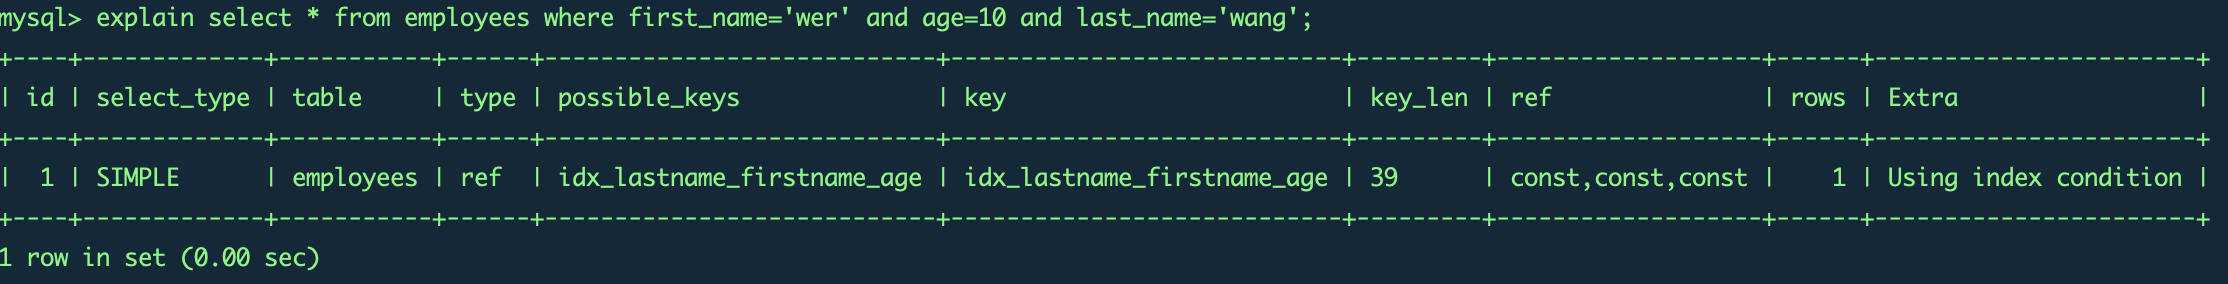 mysql> explain select * from employees where first_name='wer' and age=10 and last_name='wang';
+----+-------------+-----------+------+----------------------------+----------------------------+---------+-------------------+------+-----------------------+
| id | select_type | table     | type | possible_keys              | key                        | key_len | ref               | rows | Extra                 |
+----+-------------+-----------+------+----------------------------+----------------------------+---------+-------------------+------+-----------------------+
|  1 | SIMPLE      | employees | ref  | idx_lastname_firstname_age | idx_lastname_firstname_age | 39      | const,const,const |    1 | Using index condition |
+----+-------------+-----------+------+----------------------------+----------------------------+---------+-------------------+------+-----------------------+
1 row in set (0.00 sec)